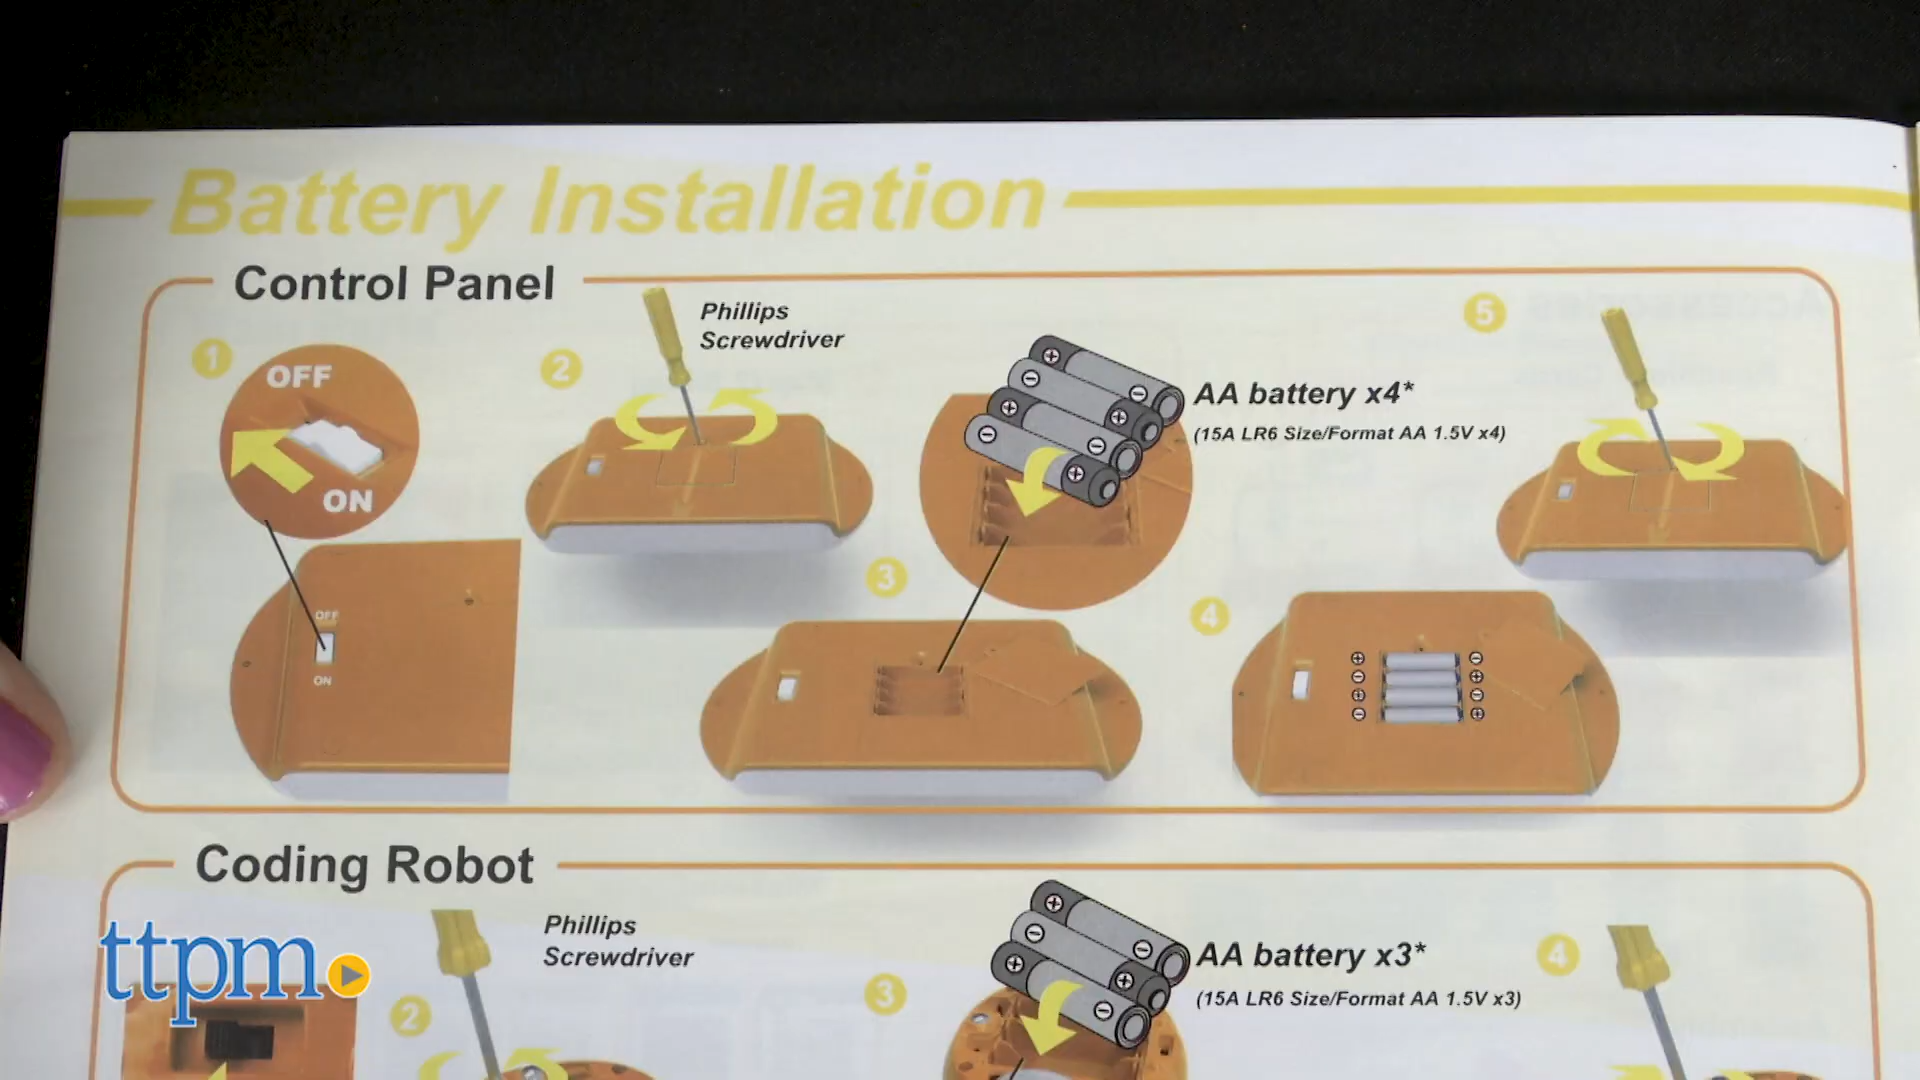 Battery Installation
Control Panel
1
OFF
ON
OFF
ON
2
Phillips
Screwdriver
AA battery x4*
(15A LR6 Size/Format AA 1.5V x4)
3
4
5
Coding Robot
Phillips
Screwdriver
2
3
AA battery x3*
(15A LR6 Size/Format AA 1.5V x3)
4
ttpm